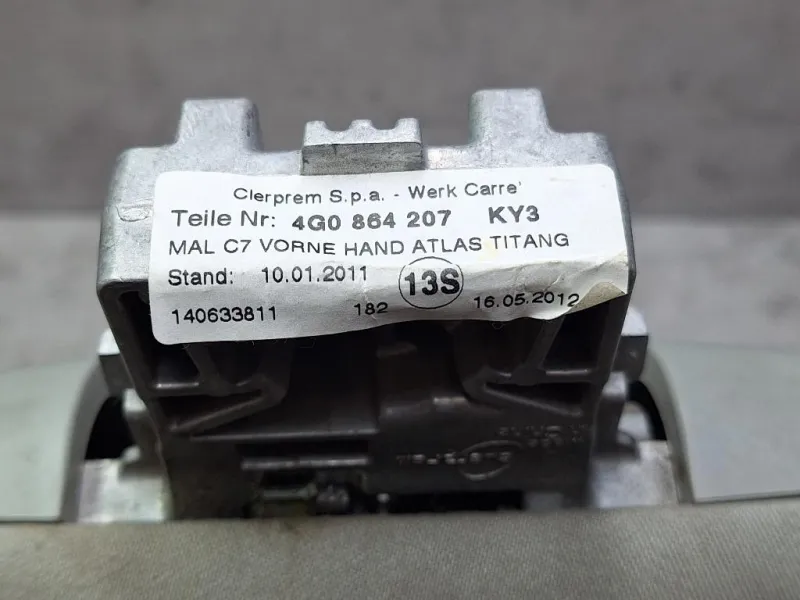 Clerprem S.p.a. - Werk Carre'
Teile Nr: 4G0 864 207 KY3
MAL C7 VORNE HAND ATLAS TITANG
Stand: 10.01.2011 13S
140633811 182 16.05.2012